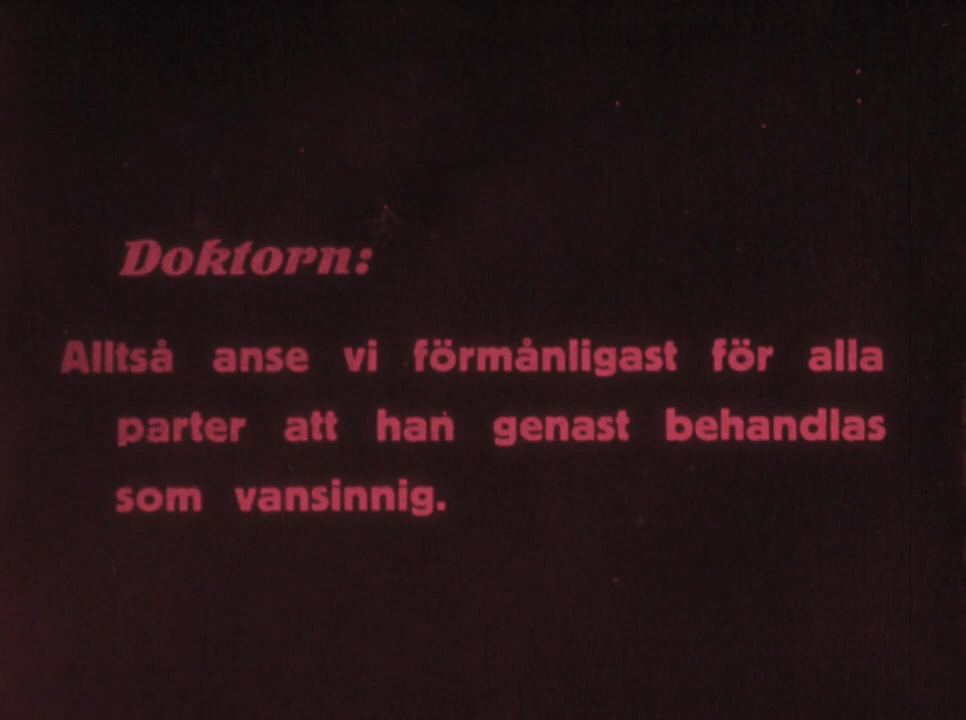 Doktorn:
Alltså anse vi förmånligast för alla
parter att han genast behandlas
som vansinnig.